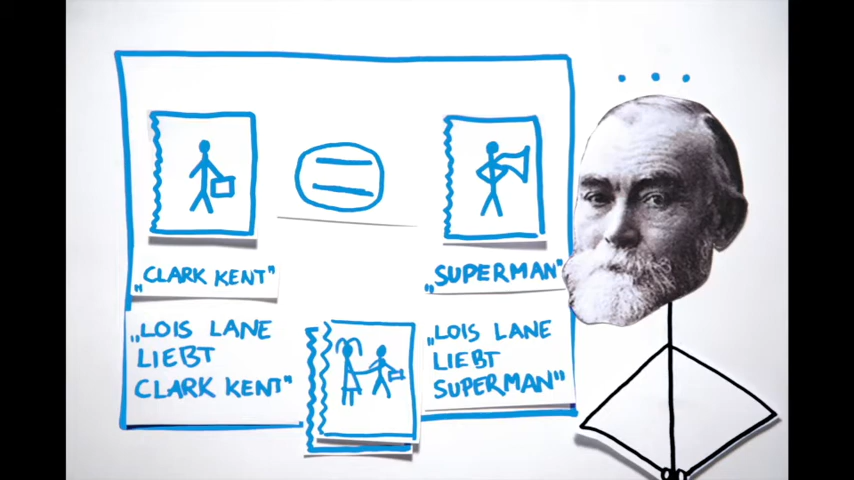 „CLARK KENT"
„SUPERMAN"
„LOIS LANE
LIEBT
CLARK KENT"
„LOIS LANE
LIEBT
SUPERMAN"